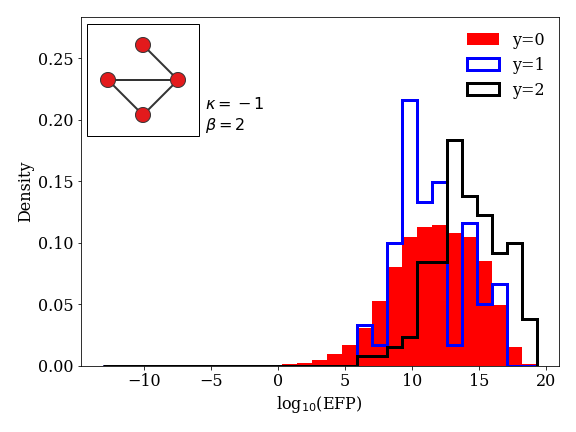 κ = −1
β = 2
y=0
y=1
y=2
Density
0.25
0.20
0.15
0.10
0.05
0.00
−10 −5 0 5 10 15 20
log₁₀(EFP)